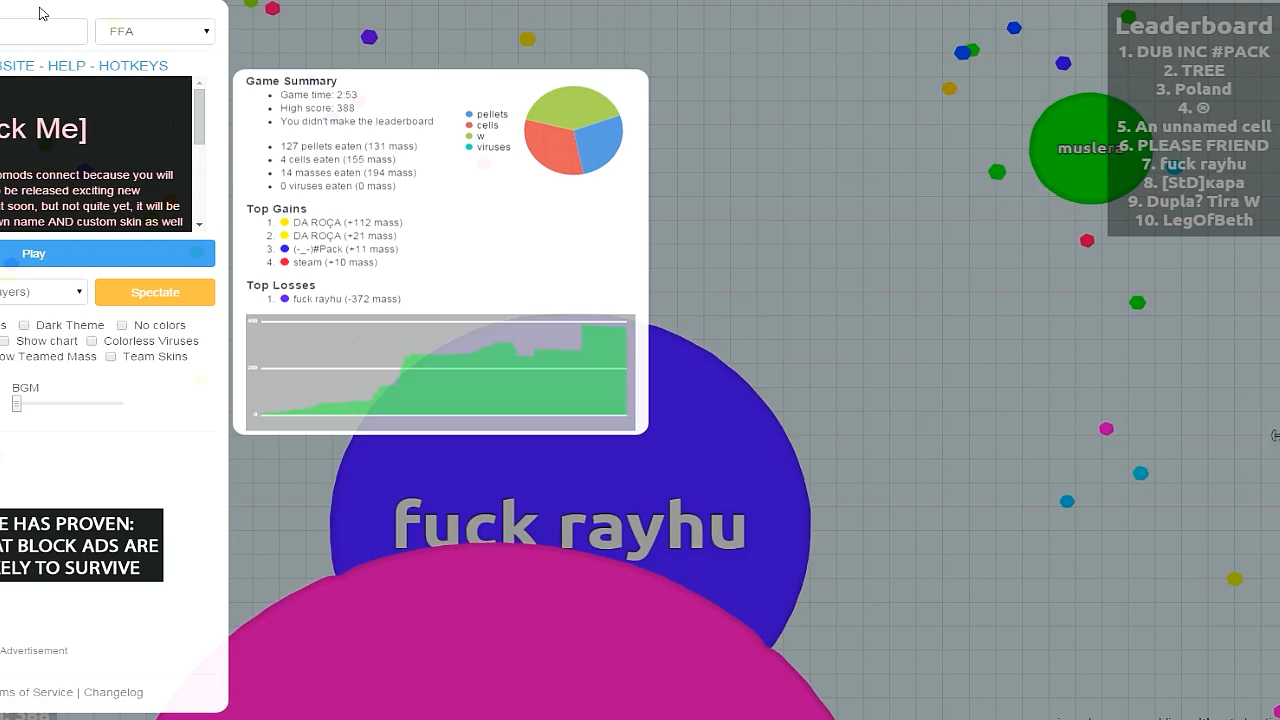 FFA
SITE - HELP - HOTKEYS
ck Me]
omods connect because you will
be released exciting new
at soon, but not quite yet, it will be
wn name AND custom skin as well
Play
ayers)
Spectate
s Dark Theme No colors
Show chart Colorless Viruses
ow Teamed Mass Team Skins
BGM
E HAS PROVEN:
AT BLOCK ADS ARE
ELY TO SURVIVE
Advertisement
ms of Service | Changelog
: 388
Game Summary
Game time: 2:53
High score: 388
You didn't make the leaderboard
127 pellets eaten (131 mass)
4 cells eaten (155 mass)
14 masses eaten (194 mass)
0 viruses eaten (0 mass)
pellets
cells
w
viruses
Top Gains
1. DA ROÇA (+112 mass)
2. DA ROÇA (+21 mass)
3. (-_-)#Pack (+11 mass)
4. steam (+10 mass)
Top Losses
1. fuck rayhu (-372 mass)
400
200
0
fuck rayhu
muslera
Leaderboard
1. DUB INC #PACK
2. TREE
3. Poland
4. ®
5. An unnamed cell
6. PLEASE FRIEND
7. fuck rayhu
8. [StD]кара
9. Dupla? Tira W
10. LegOfBeth